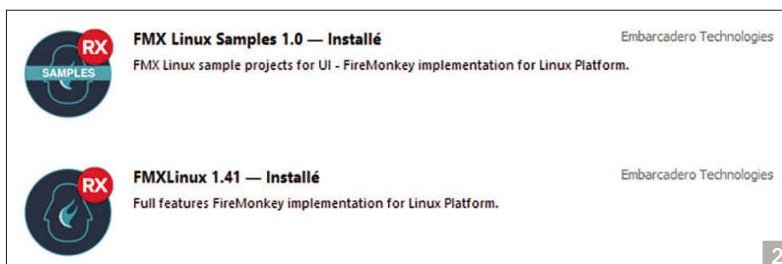 RX
SAMPLES
FMX Linux Samples 1.0 — Installé
Embarcadero Technologies
FMX Linux sample projects for UI - FireMonkey implementation for Linux Platform.
RX
FMXLinux 1.41 — Installé
Embarcadero Technologies
Full features FireMonkey implementation for Linux Platform.
2